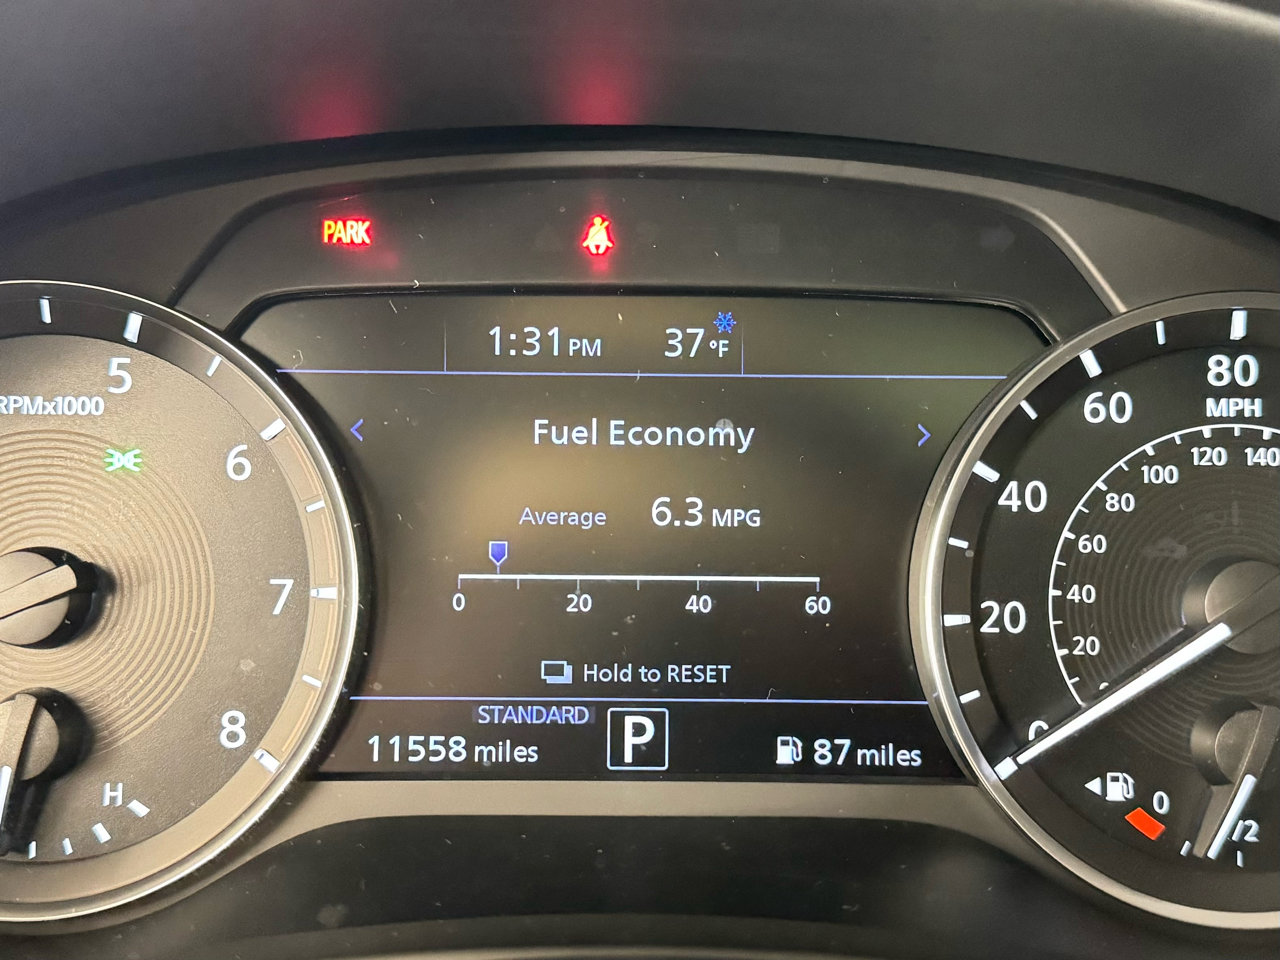 PARK
1:31 PM 37 °F
5
RPMx1000
6
7
8
H
< Fuel Economy >
Average 6.3 MPG
0 20 40 60
Hold to RESET
STANDARD
11558 miles P 87 miles
80
MPH
60
40
20
0
140
120
100
80
60
40
20
0
1/2